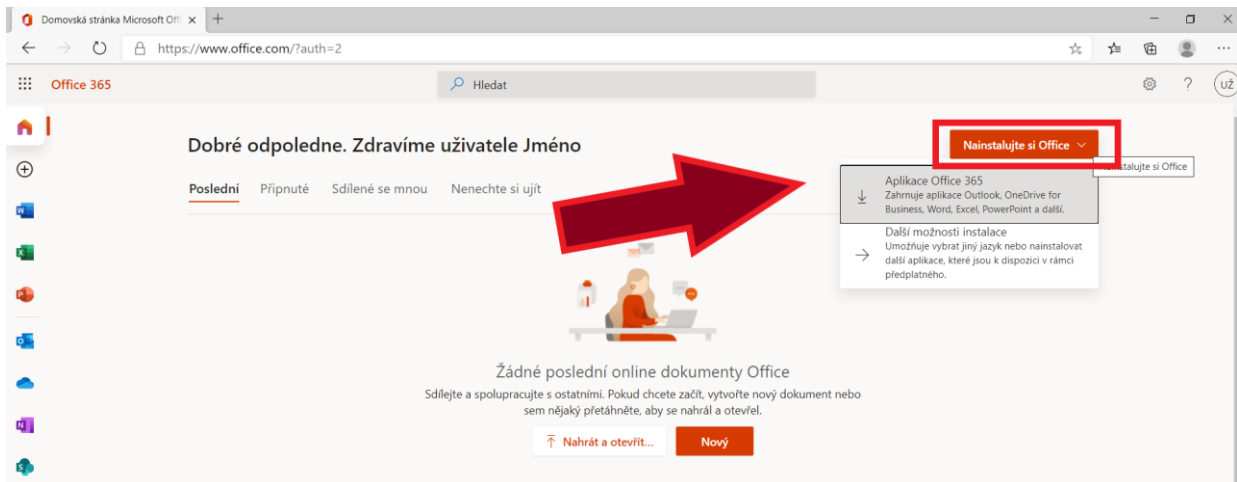 Domovská stránka Microsoft Off
https://www.office.com/?auth=2
Office 365
Hledat
UŽ
Dobré odpoledne. Zdravíme uživatele Jméno
Nainstalujte si Office
Nainstalujte si Office
Poslední Připnuté Sdílené se mnou Nenechte si ujít
Aplikace Office 365
Zahrnuje aplikace Outlook, OneDrive for
Business, Word, Excel, PowerPoint a další.
Další možnosti instalace
Umožňuje vybrat jiný jazyk nebo nainstalovat
další aplikace, které jsou k dispozici v rámci
předplatného.
Žádné poslední online dokumenty Office
Sdílejte a spolupracujte s ostatními. Pokud chcete začít, vytvořte nový dokument nebo
sem nějaký přetáhněte, aby se nahrál a otevřel.
Nahrát a otevřít...
Nový